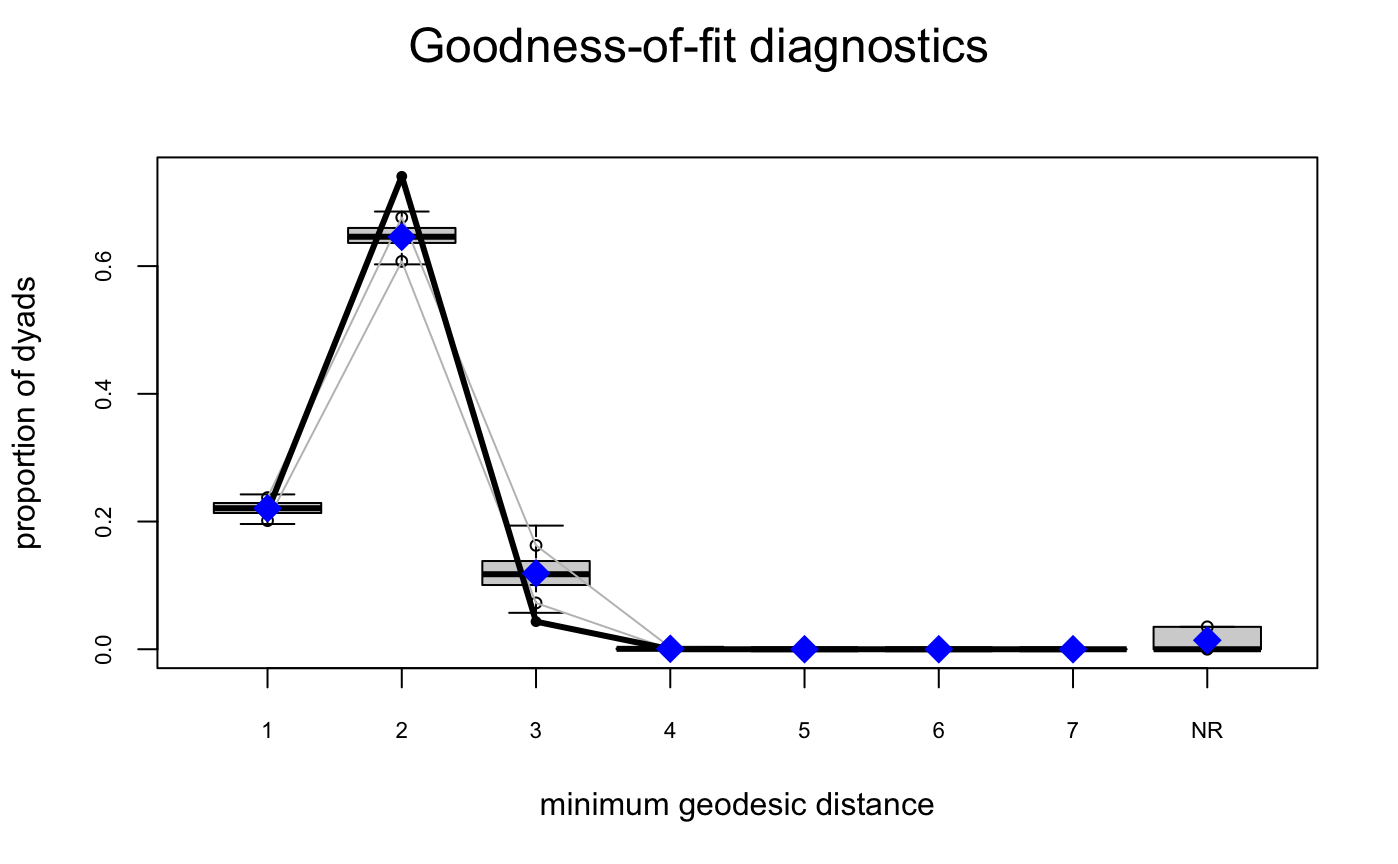 Goodness-of-fit diagnostics
proportion of dyads
0.6
0.4
0.2
0.0
1 2 3 4 5 6 7 NR
minimum geodesic distance